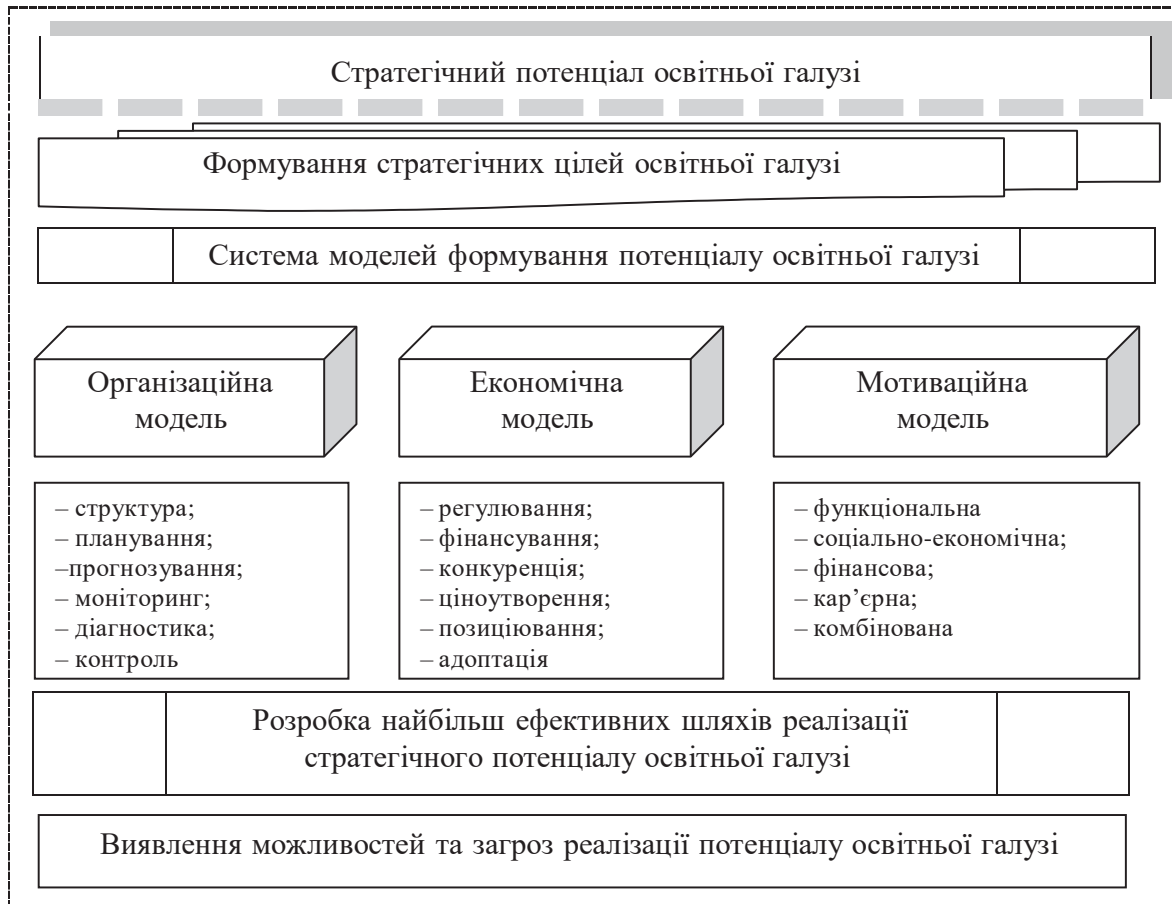 Стратегічний потенціал освітньої галузі
Формування стратегічних цілей освітньої галузі
Система моделей формування потенціалу освітньої галузі
Організаційна
модель
Економічна
модель
Мотиваційна
модель
– структура;
– планування;
–прогнозування;
– моніторинг;
– діагностика;
– контроль
– регулювання;
– фінансування;
– конкуренція;
– ціноутворення;
– позиціювання;
– адоптація
– функціональна
– соціально-економічна;
– фінансова;
– кар’єрна;
– комбінована
Розробка найбільш ефективних шляхів реалізації
стратегічного потенціалу освітньої галузі
Виявлення можливостей та загроз реалізації потенціалу освітньої галузі